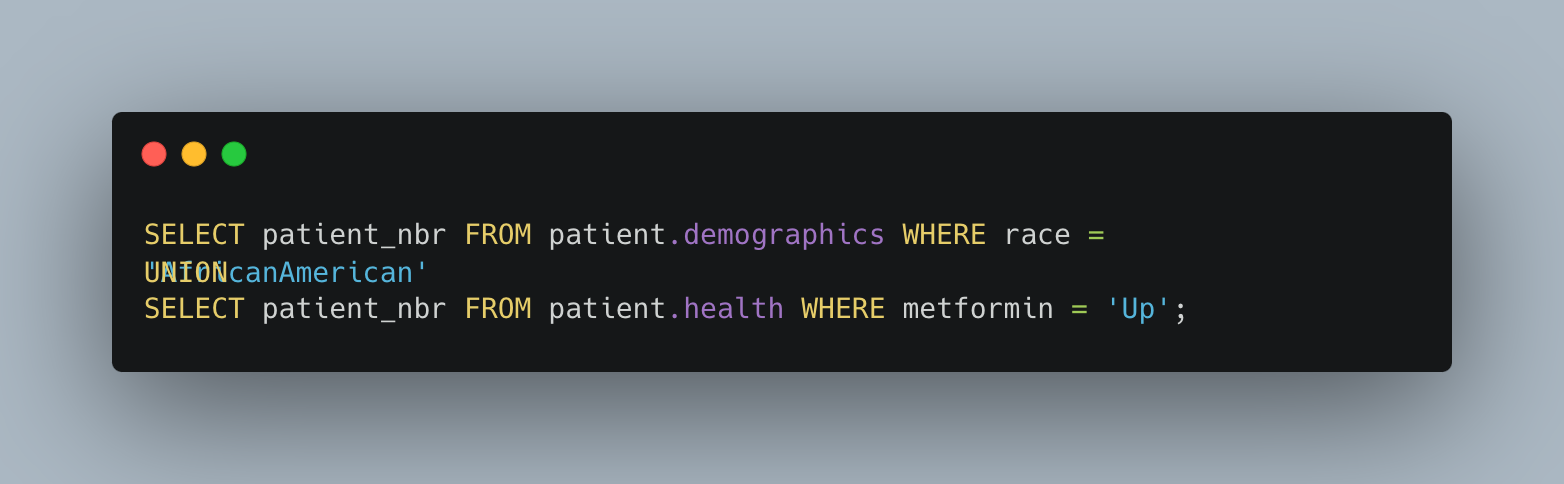 SELECT patient_nbr FROM patient.demographics WHERE race =
'AfricanAmerican'
UNION
SELECT patient_nbr FROM patient.health WHERE metformin = 'Up';